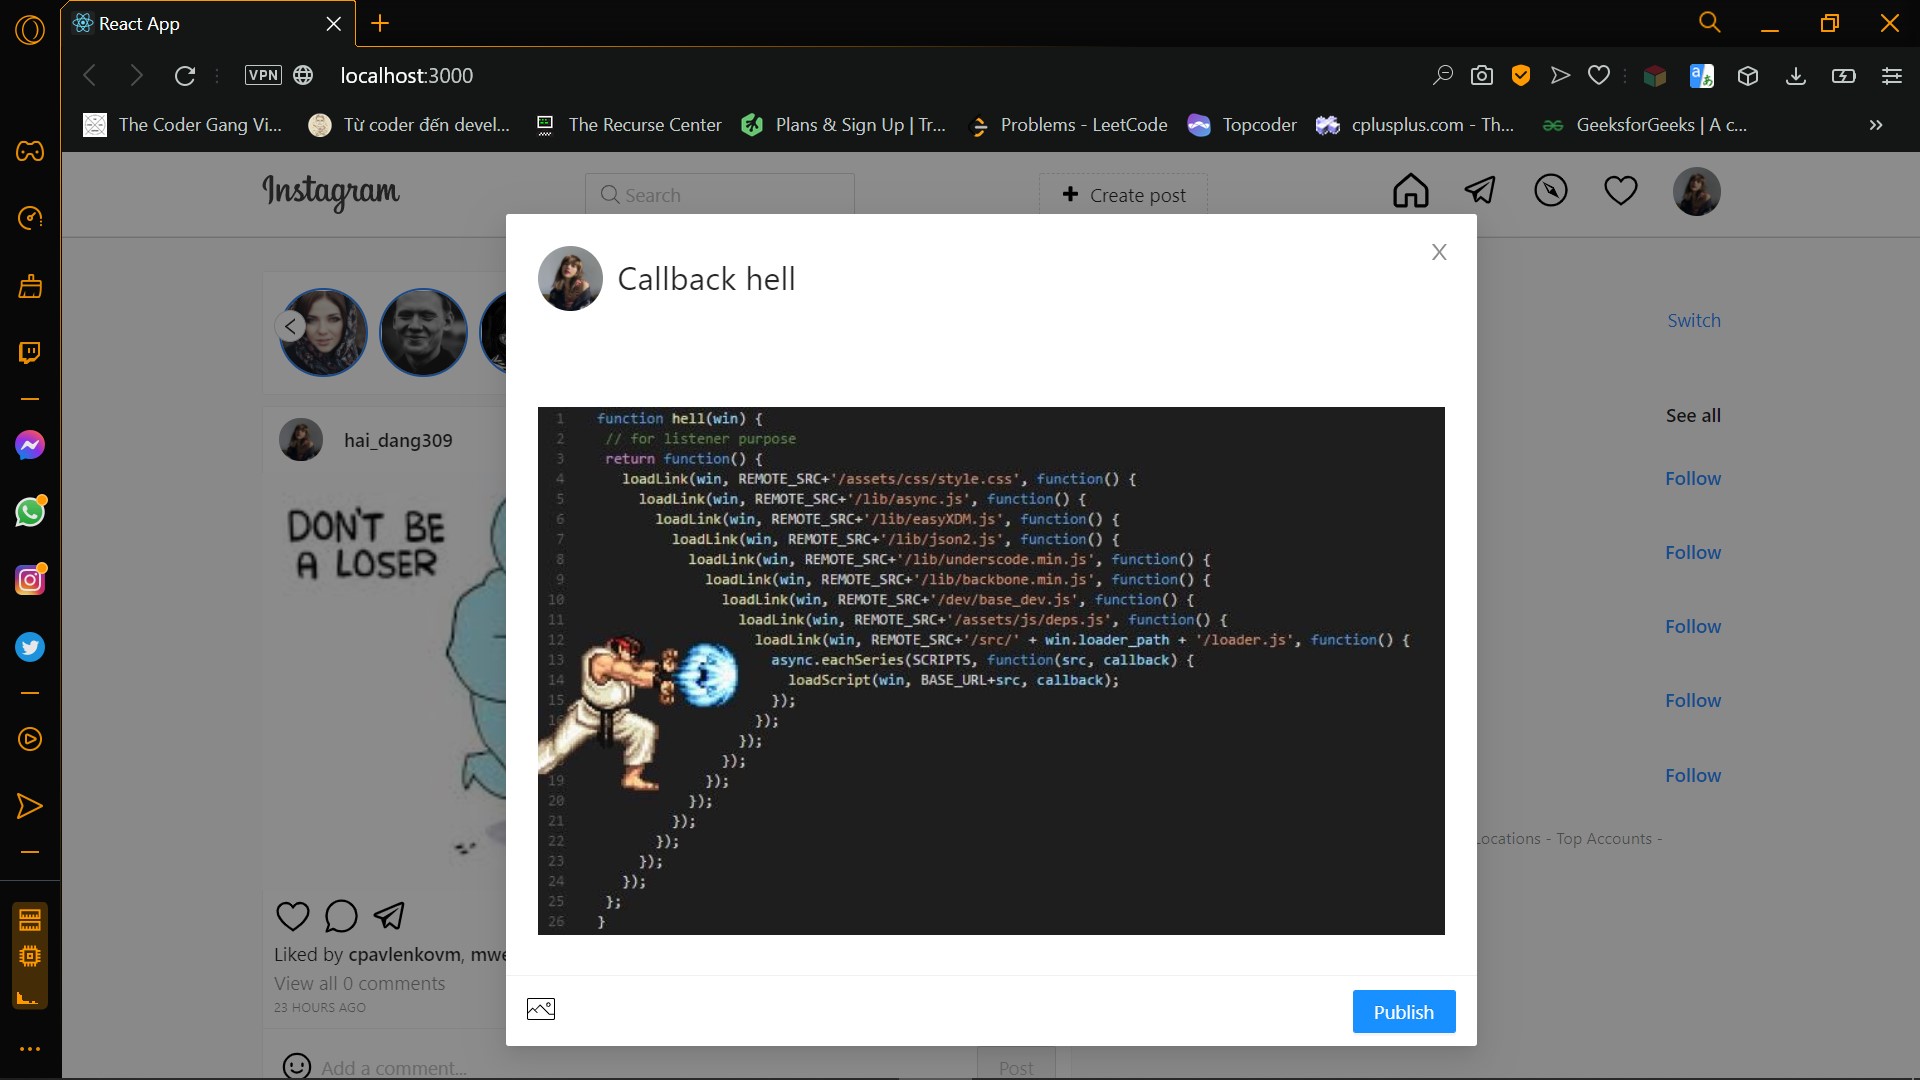 React App
VPN
localhost:3000
The Coder Gang Vi...
Từ coder đến devel...
The Recurse Center
Plans & Sign Up | Tr...
Problems - LeetCode
Topcoder
cplusplus.com - Th...
GeeksforGeeks | A c...
Instagram
Search
Create post
Callback hell
X
Switch
See all
hai_dang309
DON'T BE
A LOSER
Follow
Follow
Follow
Follow
Follow
1 function hell(win) {
2 // for listener purpose
3 return function() {
4 loadLink(win, REMOTE_SRC+'/assets/css/style.css', function() {
5 loadLink(win, REMOTE_SRC+'/lib/async.js', function() {
6 loadLink(win, REMOTE_SRC+'/lib/easyXDM.js', function() {
7 loadLink(win, REMOTE_SRC+'/lib/json2.js', function() {
8 loadLink(win, REMOTE_SRC+'/lib/underscode.min.js', function() {
9 loadLink(win, REMOTE_SRC+'/lib/backbone.min.js', function() {
10 loadLink(win, REMOTE_SRC+'/dev/base_dev.js', function() {
11 loadLink(win, REMOTE_SRC+'/assets/js/deps.js', function() {
12 loadLink(win, REMOTE_SRC+'/src/' + win.loader_path + '/loader.js', function() {
13 async.eachSeries(SCRIPTS, function(src, callback) {
14 loadScript(win, BASE_URL+src, callback);
15 });
16 });
});
});
19 });
20 });
21 });
22 });
23 });
24 });
25 };
26 }
Locations - Top Accounts -
Liked by cpavlenkovm, mwe
View all 0 comments
23 HOURS AGO
Add a comment...
Post
Publish